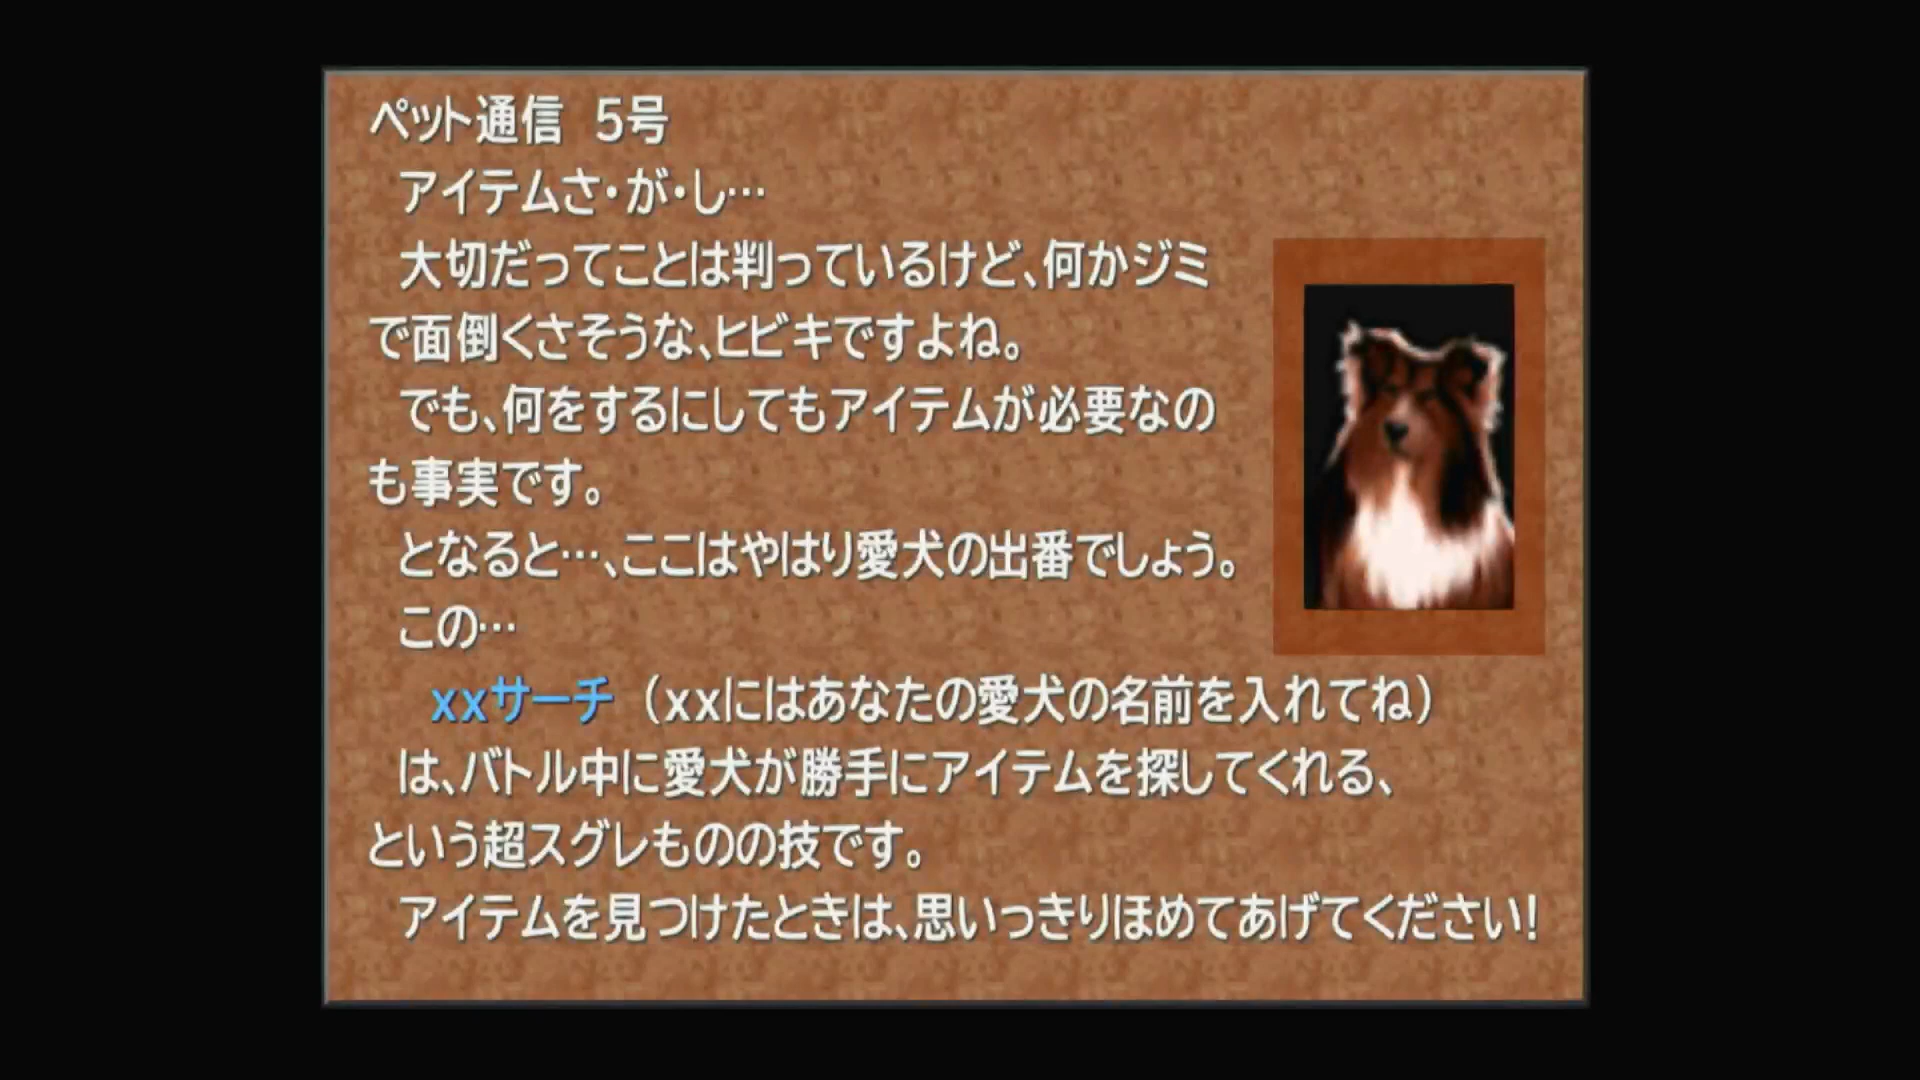 ペット通信　5号
アイテムさ・が・し…
大切だってことは判っているけど、何かジミ
で面倒くさそうな、ヒビキですよね。
でも、何をするにしてもアイテムが必要なの
も事実です。
となると…、ここはやはり愛犬の出番でしょう。
この…
xxサーチ（xxにはあなたの愛犬の名前を入れてね）
は、バトル中に愛犬が勝手にアイテムを探してくれる、
という超スグレものの技です。
アイテムを見つけたときは、思いっきりほめてあげてください！